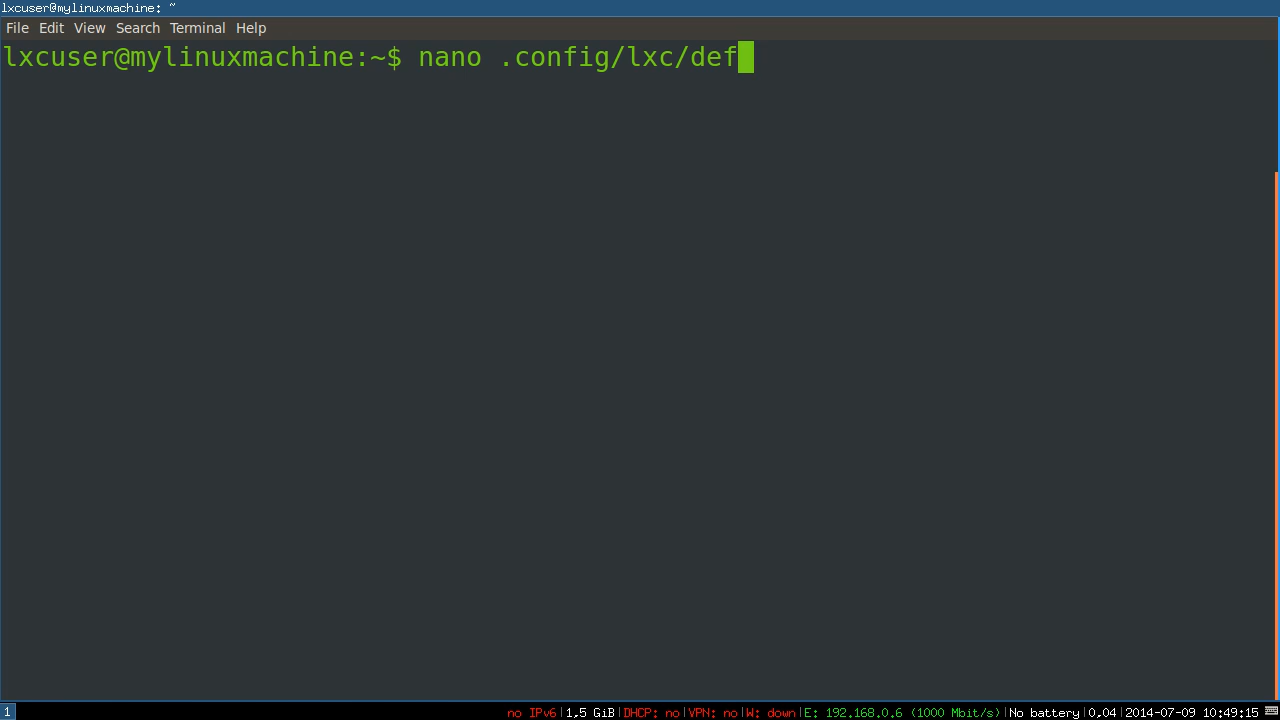 lxcuser@mylinuxmachine: ~
File Edit View Search Terminal Help
lxcuser@mylinuxmachine:~$ nano .config/lxc/def
1 no IPv6|1,5 GiB|DHCP: no|VPN: no|W: down|E: 192.168.0.6 (1000 Mbit/s)|No battery|0.04|2014-07-09 10:49:15